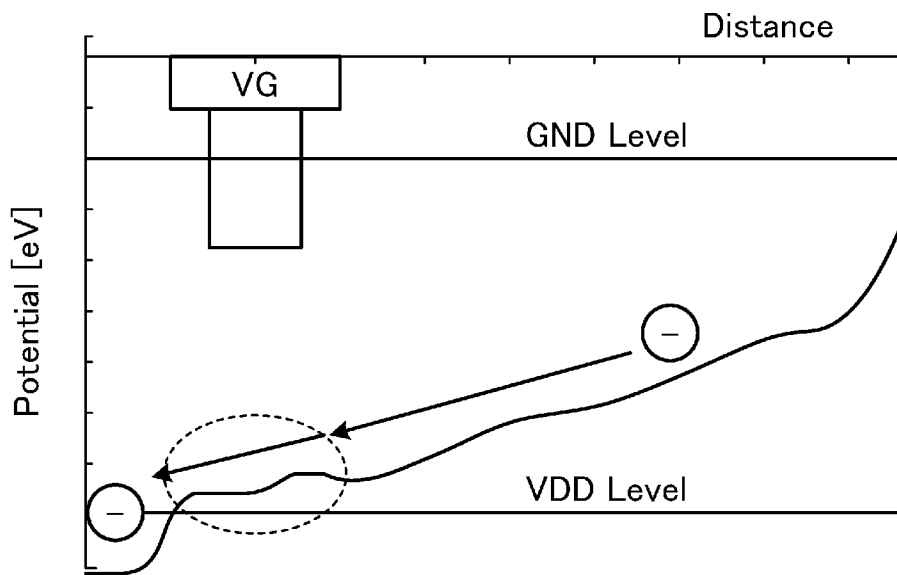 Distance
VG
GND Level
Potential [eV]
−
VDD Level
−